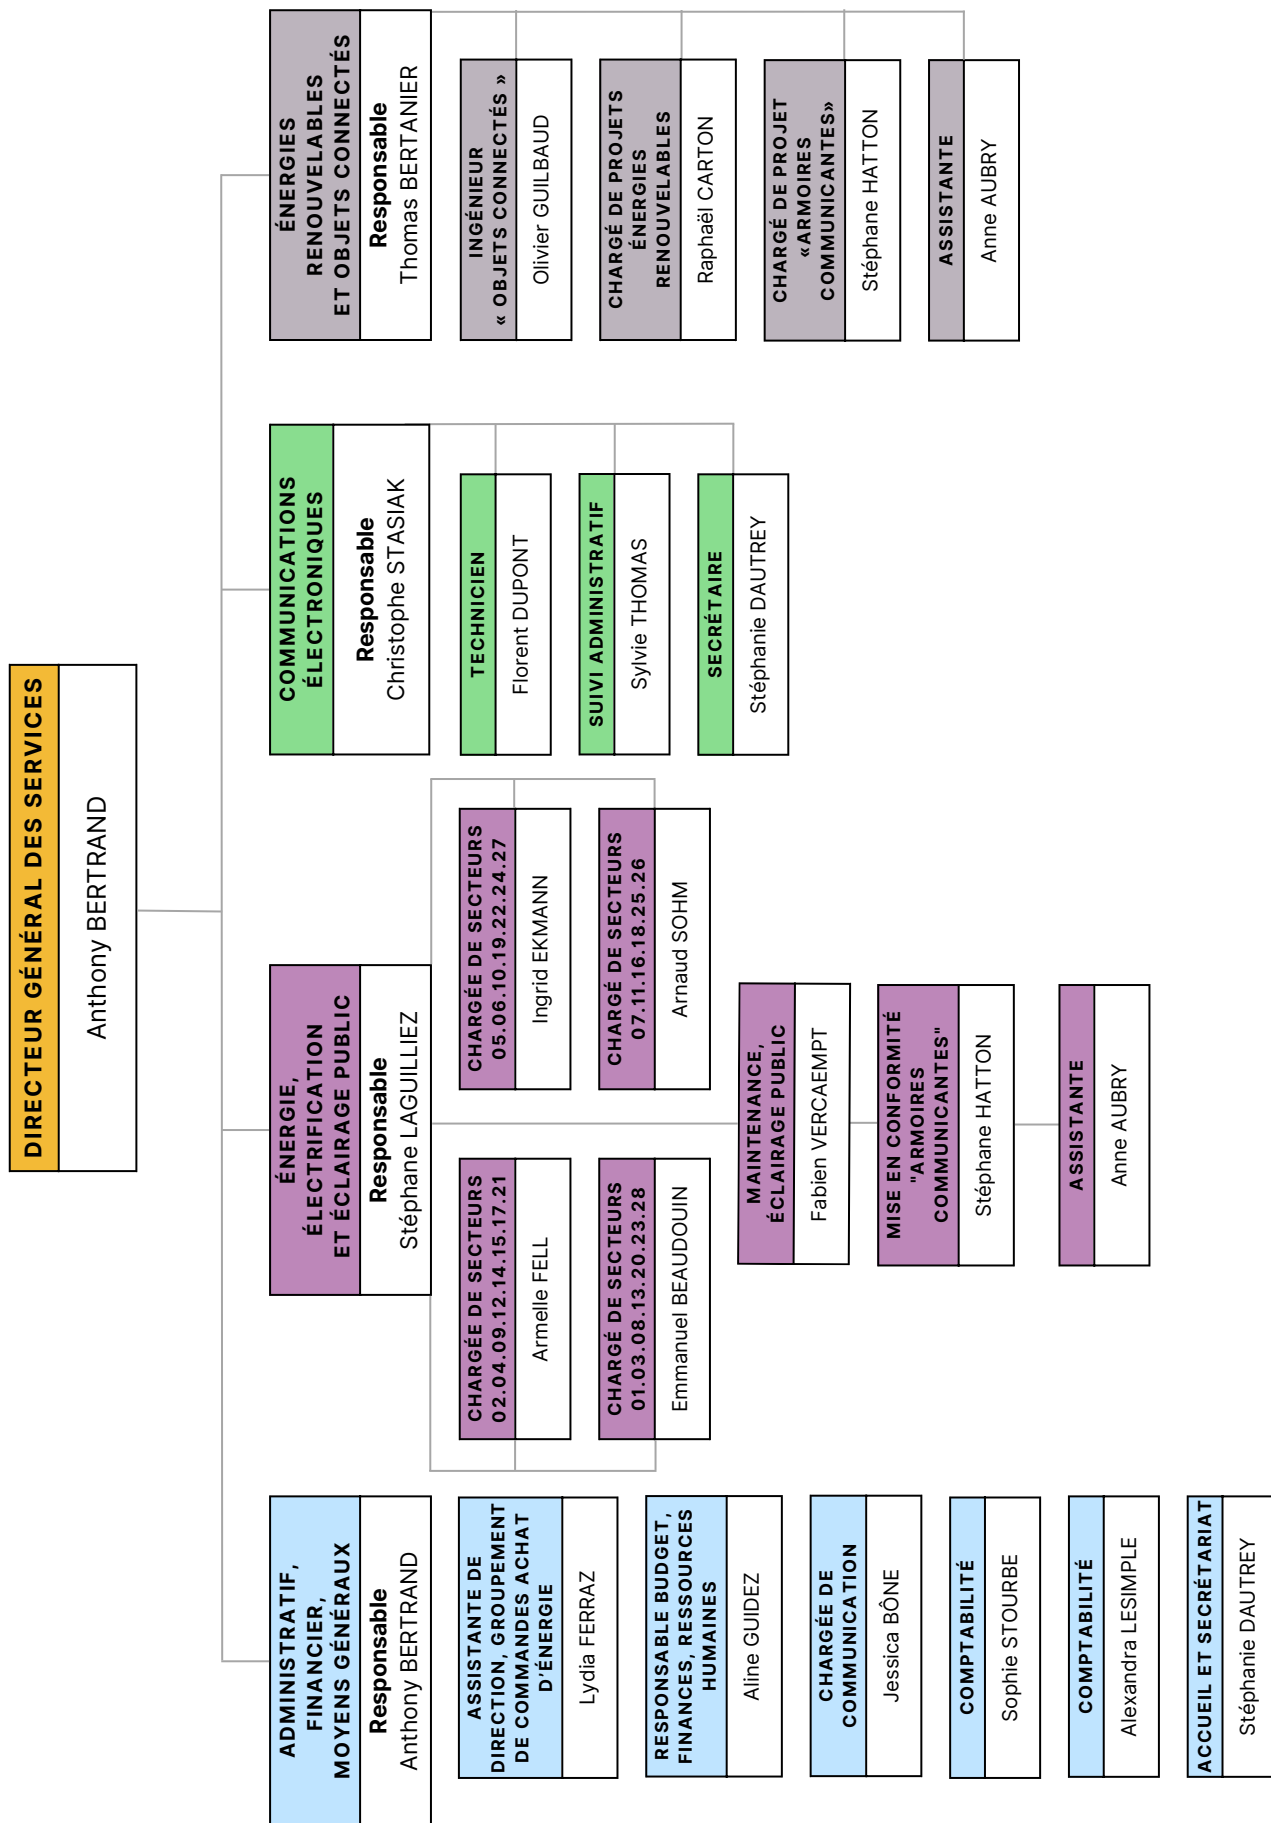 DIRECTEUR GÉNÉRAL DES SERVICES
Anthony BERTRAND
ADMINISTRATIF,
FINANCIER,
MOYENS GÉNÉRAUX
Responsable
Anthony BERTRAND
ASSISTANTE DE
DIRECTION, GROUPEMENT
DE COMMANDES ACHAT
D'ÉNERGIE
Lydia FERRAZ
RESPONSABLE BUDGET,
FINANCES, RESSOURCES
HUMAINES
Aline GUIDEZ
CHARGÉE DE
COMMUNICATION
Jessica BÔNE
COMPTABILITÉ
Sophie STOURBE
COMPTABILITÉ
Alexandra LESIMPLE
ACCUEIL ET SECRÉTARIAT
Stéphanie DAUTREY
ÉNERGIE,
ÉLECTRIFICATION
ET ÉCLAIRAGE PUBLIC
Responsable
Stéphane LAGUILLIEZ
CHARGÉE DE SECTEURS
02.04.09.12.14.15.17.21
Armelle FELL
CHARGÉE DE SECTEURS
05.06.10.19.22.24.27
Ingrid EKMANN
CHARGÉ DE SECTEURS
01.03.08.13.20.23.28
Emmanuel BEAUDOUIN
CHARGÉ DE SECTEURS
07.11.16.18.25.26
Arnaud SOHM
MAINTENANCE,
ÉCLAIRAGE PUBLIC
Fabien VERCAEMPT
MISE EN CONFORMITÉ
"ARMOIRES
COMMUNICANTES"
Stéphane HATTON
ASSISTANTE
Anne AUBRY
COMMUNICATIONS
ÉLECTRONIQUES
Responsable
Christophe STASIAK
TECHNICIEN
Florent DUPONT
SUIVI ADMINISTRATIF
Sylvie THOMAS
SECRÉTAIRE
Stéphanie DAUTREY
ÉNERGIES
RENOUVELABLES
ET OBJETS CONNECTÉS
Responsable
Thomas BERTANIER
INGÉNIEUR
« OBJETS CONNECTÉS »
Olivier GUILBAUD
CHARGÉ DE PROJETS
ÉNERGIES
RENOUVELABLES
Raphaël CARTON
CHARGÉ DE PROJET
«ARMOIRES
COMMUNICANTES»
Stéphane HATTON
ASSISTANTE
Anne AUBRY